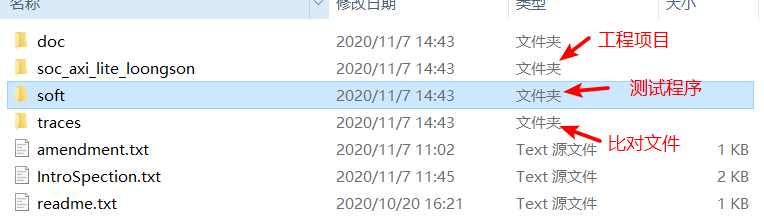 名称 修改日期 类型 大小
doc 2020/11/7 14:43 文件夹
工程项目
soc_axi_lite_loongson 2020/11/7 14:43 文件夹
soft 2020/11/7 14:43 文件夹 测试程序
traces 2020/11/7 14:43 文件夹
比对文件
amendment.txt 2020/11/7 11:02 Text 源文件 1 KB
IntroSpection.txt 2020/11/7 11:45 Text 源文件 2 KB
readme.txt 2020/10/20 16:21 Text 源文件 1 KB